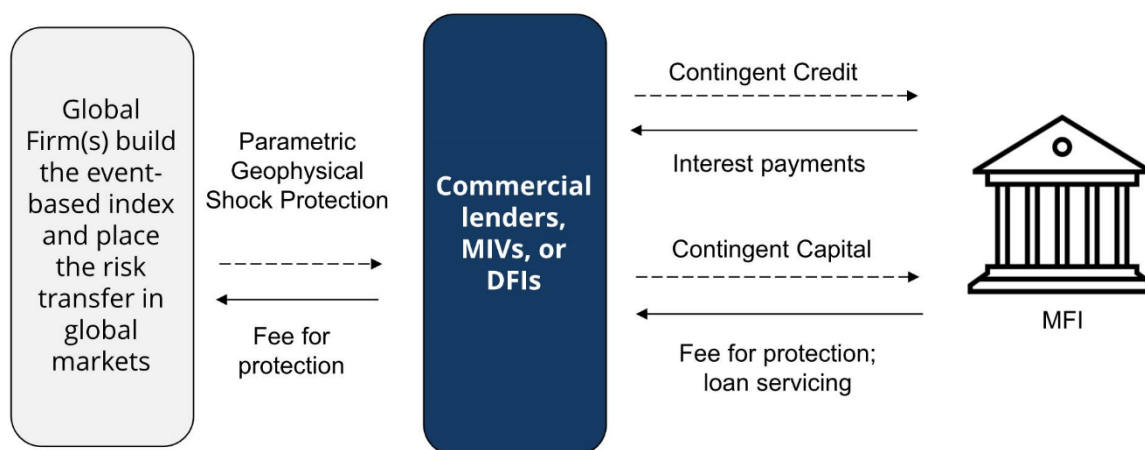 Global
Firm(s) build
the event-
based index
and place
the risk
transfer in
global
markets
Parametric
Geophysical
Shock Protection
Fee for
protection
Commercial
lenders,
MIVs, or
DFIs
Contingent Credit
Interest payments
Contingent Capital
Fee for protection;
loan servicing
MFI